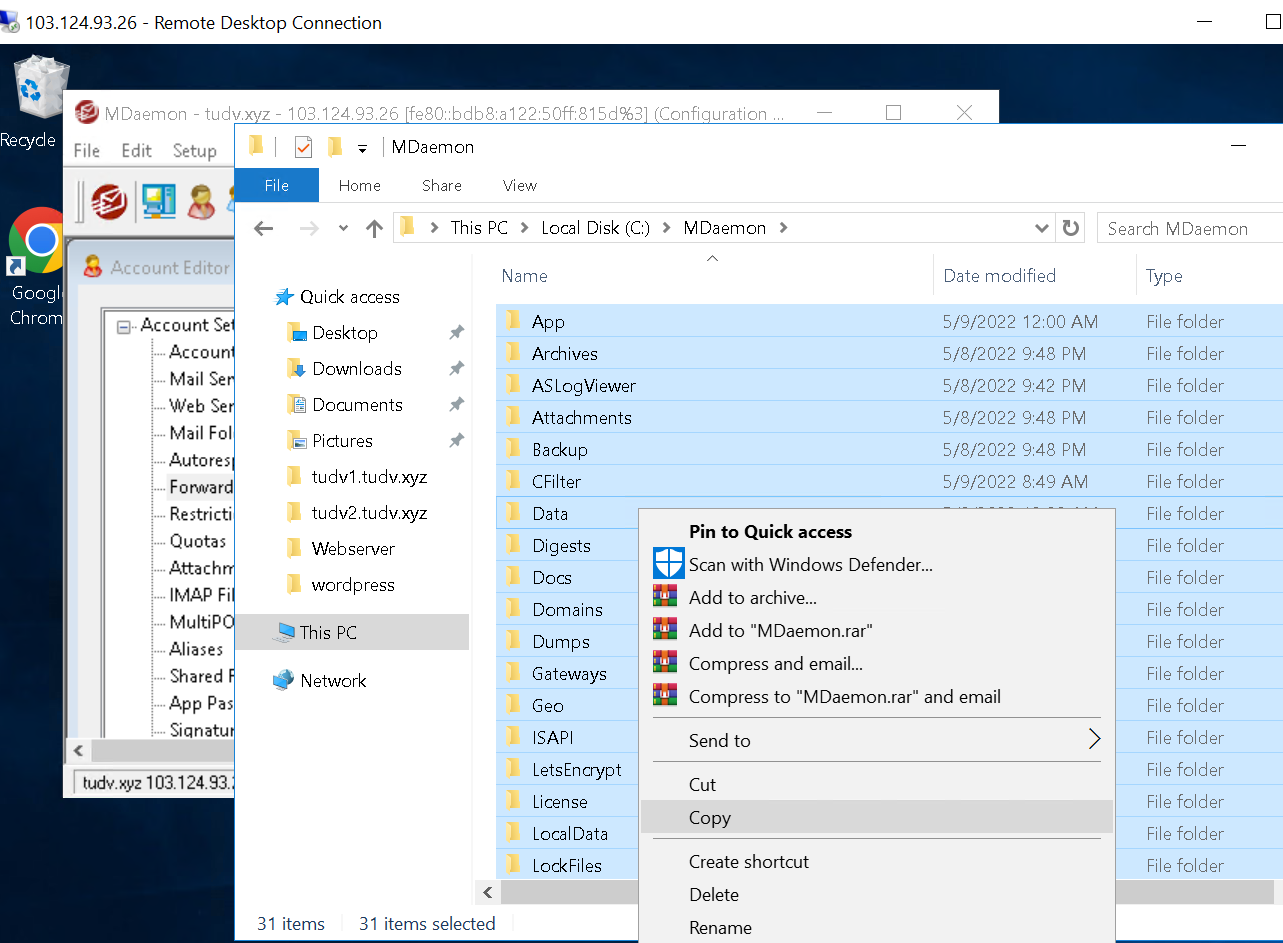 103.124.93.26 - Remote Desktop Connection
Recycle
MDaemon - tudv.xyz - 103.124.93.26 [fe80::bdb8:a122:50ff:815d%3] (Configuration ...
File Edit Setup
Google
Chrom
Account Editor
Account Set
Account
Mail Ser
Web Ser
Mail Fol
Autoresp
Forward
Restricti
Quotas
Attachm
IMAP Fil
MultiPO
Aliases
Shared F
App Pas
Signatur
tudv.xyz 103.124.93.2
MDaemon
File Home Share View
This PC > Local Disk (C:) > MDaemon >
Search MDaemon
Quick access
Desktop
Downloads
Documents
Pictures
tudv1.tudv.xyz
tudv2.tudv.xyz
Webserver
wordpress
This PC
Network
Name Date modified Type
App 5/9/2022 12:00 AM File folder
Archives 5/8/2022 9:48 PM File folder
ASLogViewer 5/8/2022 9:42 PM File folder
Attachments 5/8/2022 9:48 PM File folder
Backup 5/8/2022 9:48 PM File folder
CFilter 5/9/2022 8:49 AM File folder
Data File folder
Digests File folder
Docs File folder
Domains File folder
Dumps File folder
Gateways File folder
Geo File folder
ISAPI File folder
LetsEncrypt File folder
License File folder
LocalData File folder
LockFiles File folder
Pin to Quick access
Scan with Windows Defender...
Add to archive...
Add to "MDaemon.rar"
Compress and email...
Compress to "MDaemon.rar" and email
Send to
Cut
Copy
Create shortcut
Delete
Rename
31 items 31 items selected